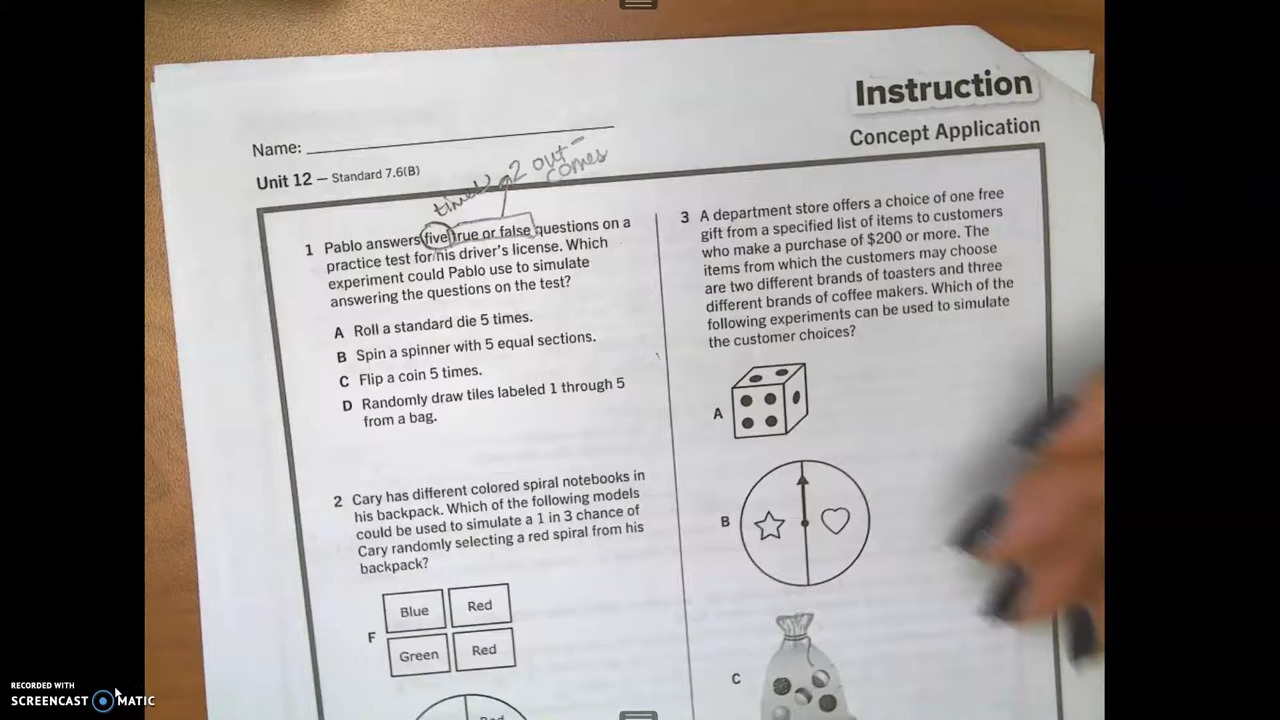 Instruction
Concept Application
Name:
Unit 12 — Standard 7.6(B)
times
2 out-
comes
1 Pablo answers five true or false questions on a
practice test for his driver's license. Which
experiment could Pablo use to simulate
answering the questions on the test?
A Roll a standard die 5 times.
B Spin a spinner with 5 equal sections.
C Flip a coin 5 times.
D Randomly draw tiles labeled 1 through 5
from a bag.
2 Cary has different colored spiral notebooks in
his backpack. Which of the following models
could be used to simulate a 1 in 3 chance of
Cary randomly selecting a red spiral from his
backpack?
F
Blue Red
Green Red
Red
3 A department store offers a choice of one free
gift from a specified list of items to customers
who make a purchase of $200 or more. The
items from which the customers may choose
are two different brands of toasters and three
different brands of coffee makers. Which of the
following experiments can be used to simulate
the customer choices?
A
B
C
RECORDED WITH
SCREENCAST MATIC